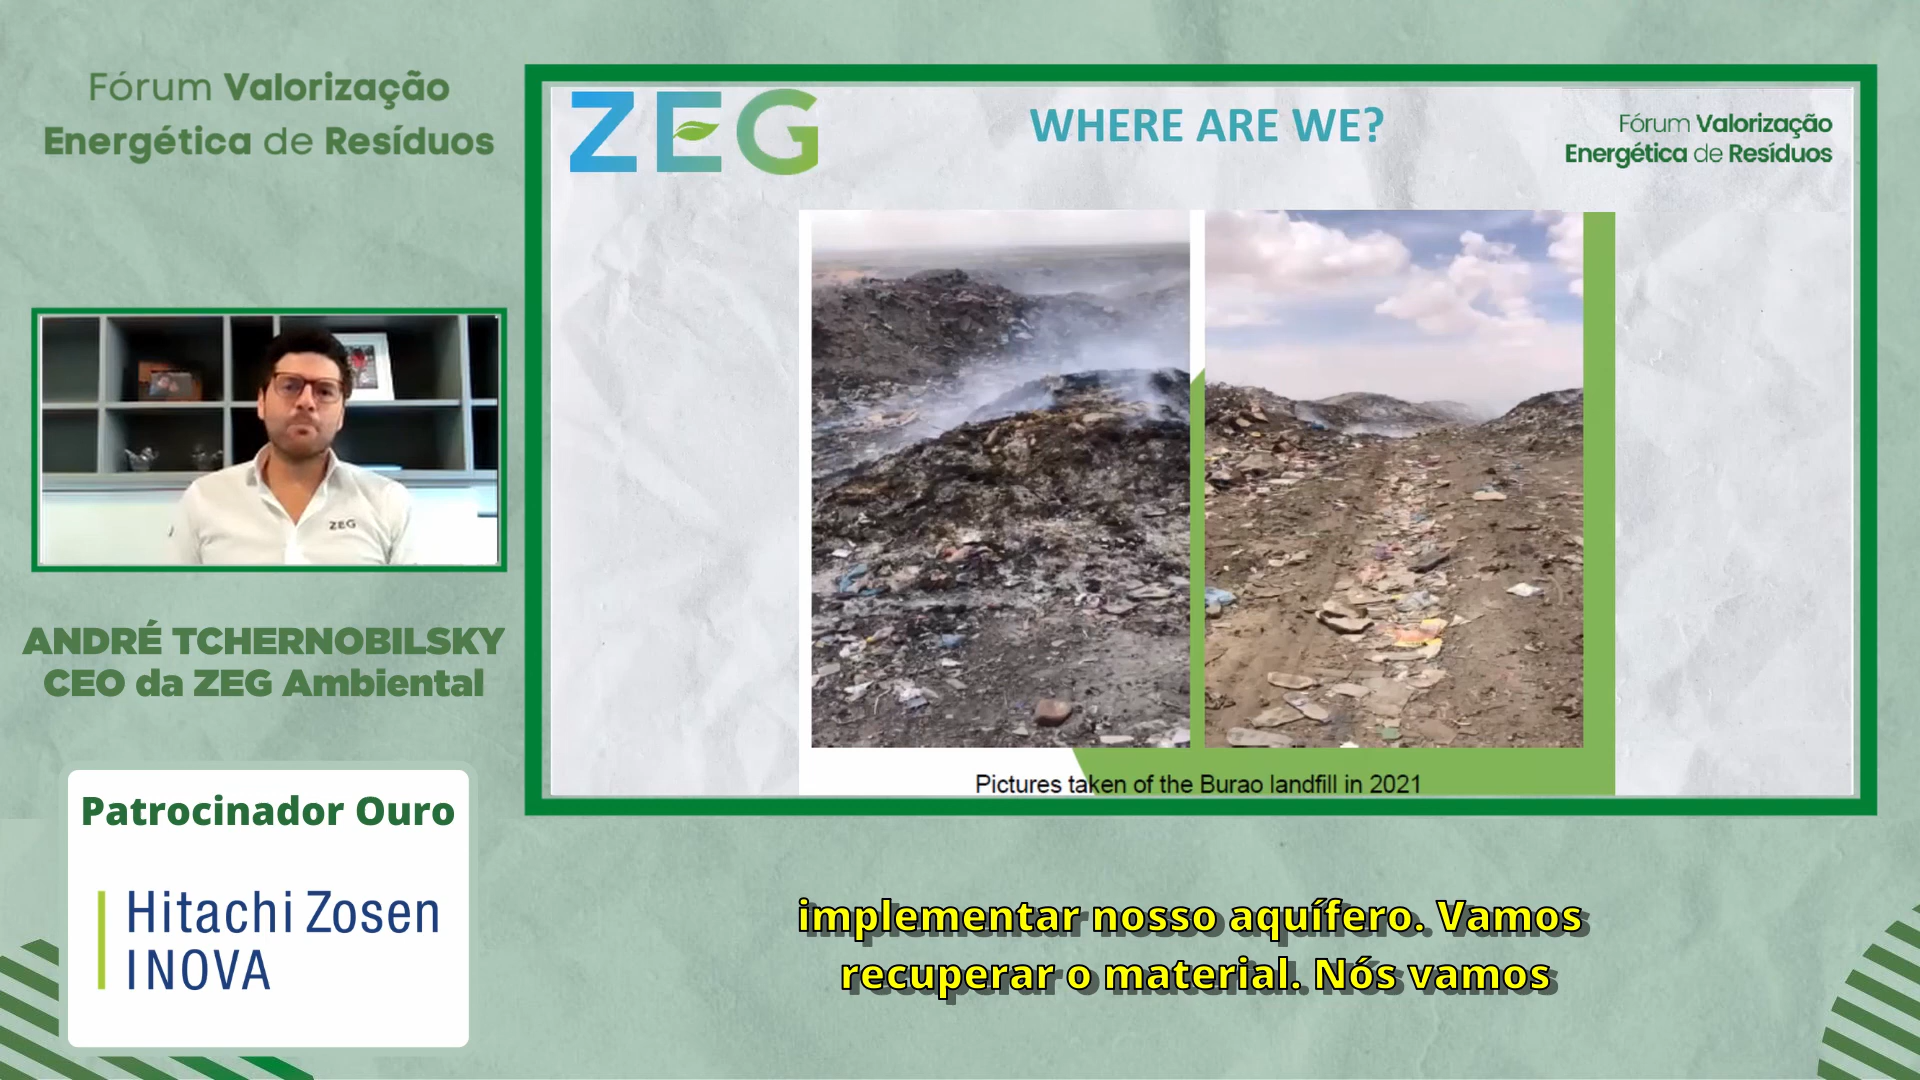 Fórum Valorização
Energética de Resíduos
ZEG
WHERE ARE WE?
Fórum Valorização
Energética de Resíduos
ZEG
Pictures taken of the Burao landfill in 2021
ANDRÉ TCHERNOBILSKY
CEO da ZEG Ambiental
Patrocinador Ouro
Hitachi Zosen
INOVA
implementar nosso aquífero. Vamos
recuperar o material. Nós vamos